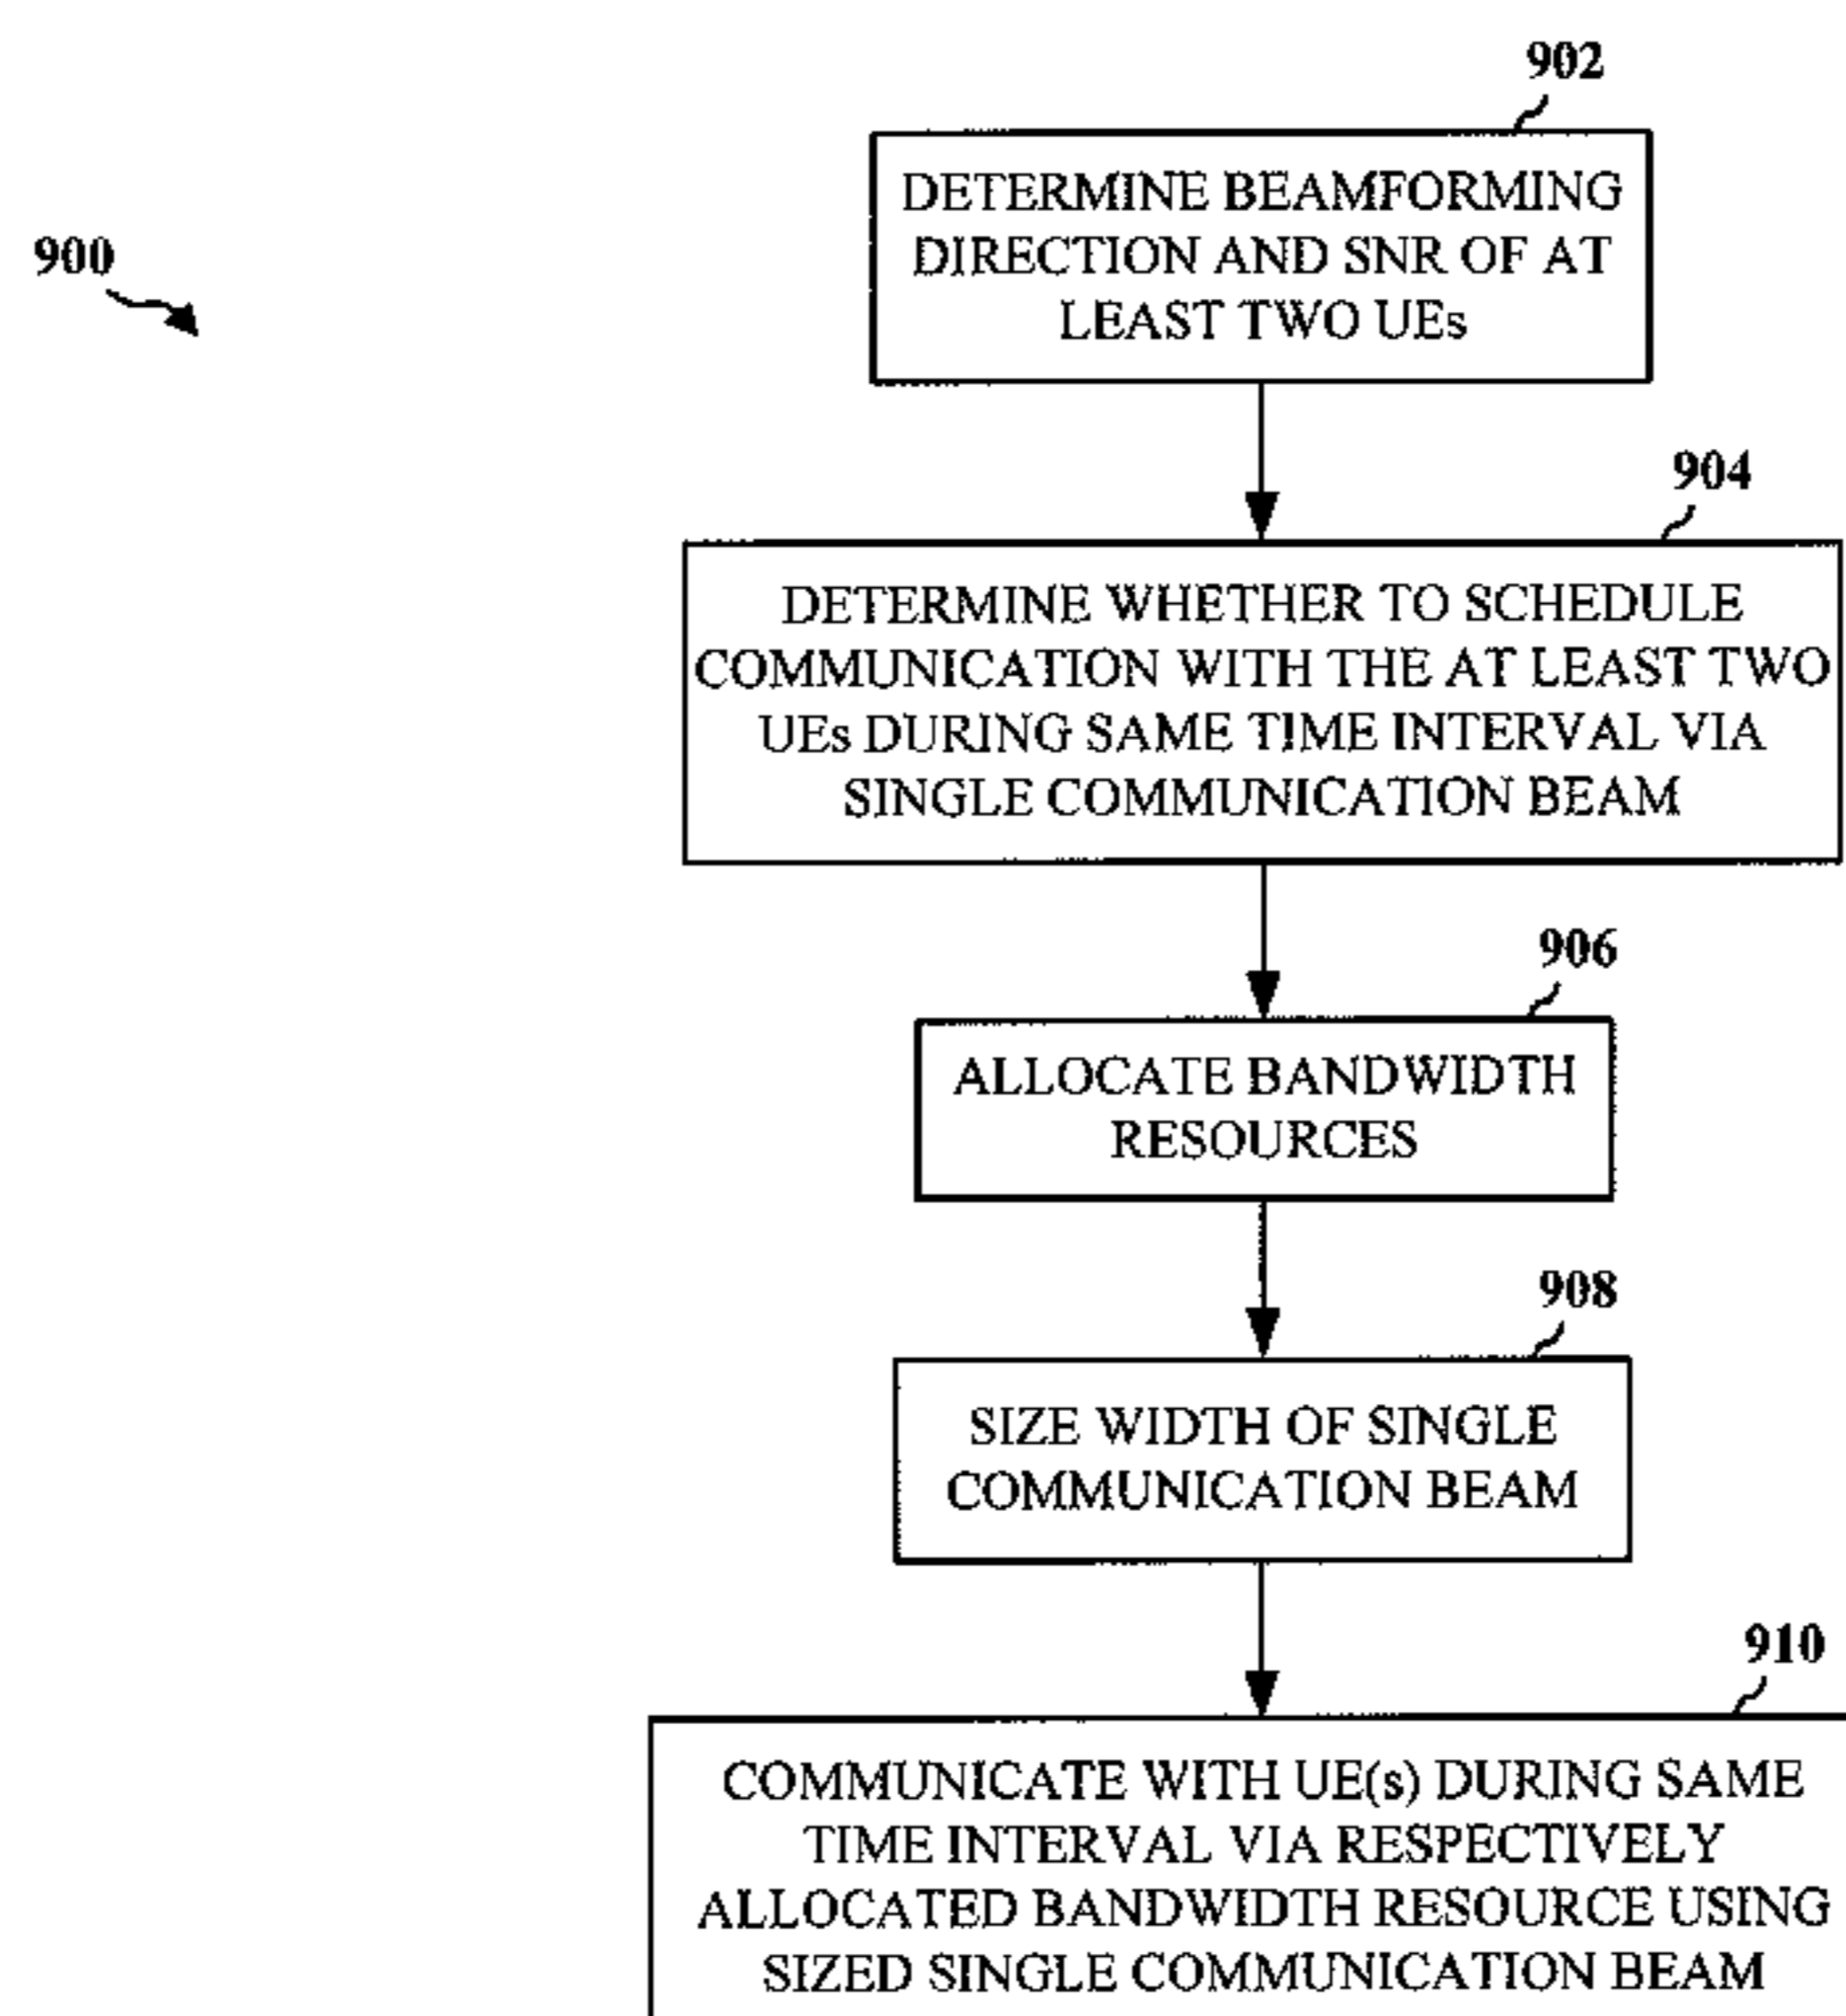 902
900
DETERMINE BEAMFORMING
DIRECTION AND SNR OF AT
LEAST TWO UEs
904
DETERMINE WHETHER TO SCHEDULE
COMMUNICATION WITH THE AT LEAST TWO
UEs DURING SAME TIME INTERVAL VIA
SINGLE COMMUNICATION BEAM
906
ALLOCATE BANDWIDTH
RESOURCES
908
SIZE WIDTH OF SINGLE
COMMUNICATION BEAM
910
COMMUNICATE WITH UE(s) DURING SAME
TIME INTERVAL VIA RESPECTIVELY
ALLOCATED BANDWIDTH RESOURCE USING
SIZED SINGLE COMMUNICATION BEAM